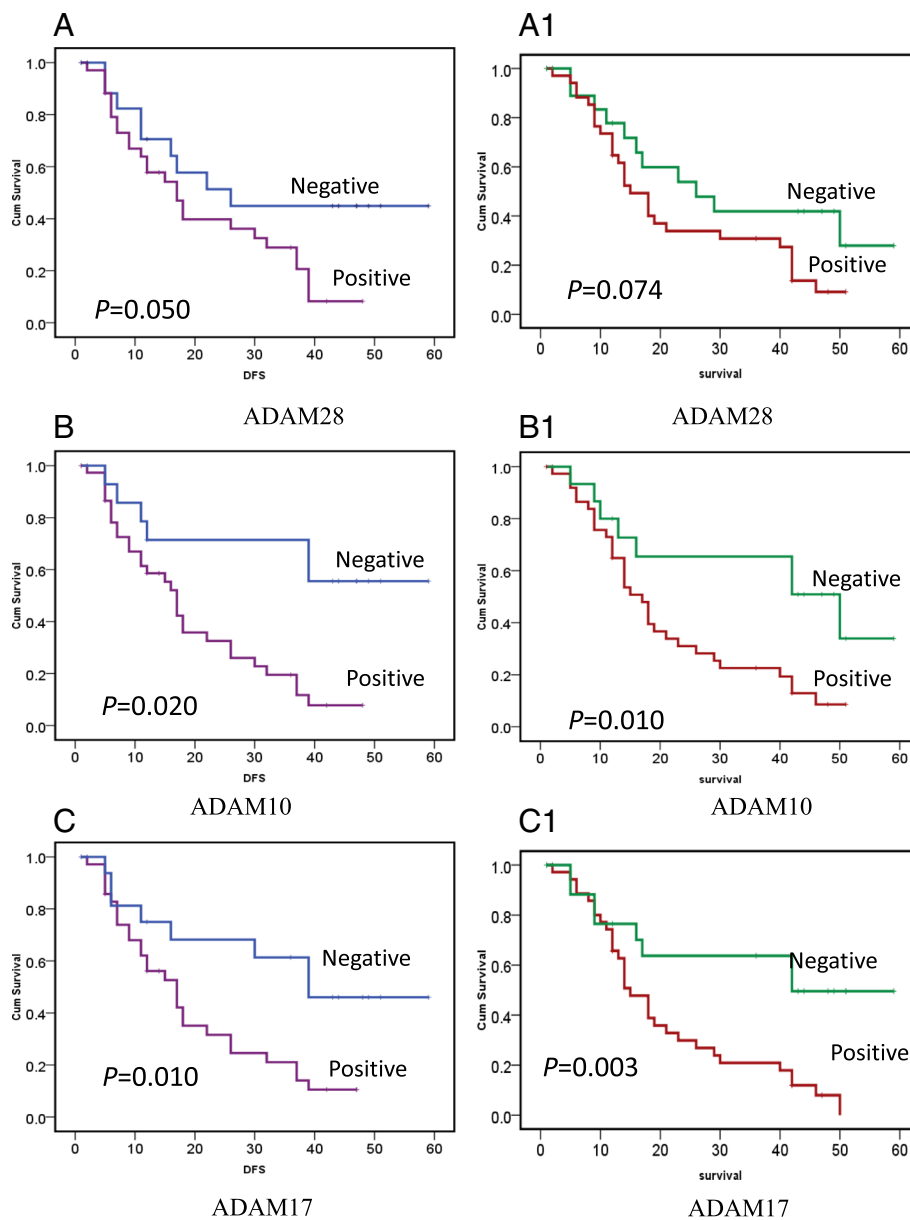 A
Cum Survival
1.0
0.8
0.6
0.4
0.2
0.0
Negative
Positive
P=0.050
0 10 20 30 40 50 60
DFS
ADAM28
A1
Cum Survival
1.0
0.8
0.6
0.4
0.2
0.0
Negative
Positive
P=0.074
0 10 20 30 40 50 60
survival
ADAM28
B
Cum Survival
1.0
0.8
0.6
0.4
0.2
0.0
Negative
Positive
P=0.020
0 10 20 30 40 50 60
DFS
ADAM10
B1
Cum Survival
1.0
0.8
0.6
0.4
0.2
0.0
Negative
Positive
P=0.010
0 10 20 30 40 50 60
survival
ADAM10
C
Cum Survival
1.0
0.8
0.6
0.4
0.2
0.0
Negative
Positive
P=0.010
0 10 20 30 40 50 60
DFS
ADAM17
C1
Cum Survival
1.0
0.8
0.6
0.4
0.2
0.0
Negative
Positive
P=0.003
0 10 20 30 40 50 60
survival
ADAM17